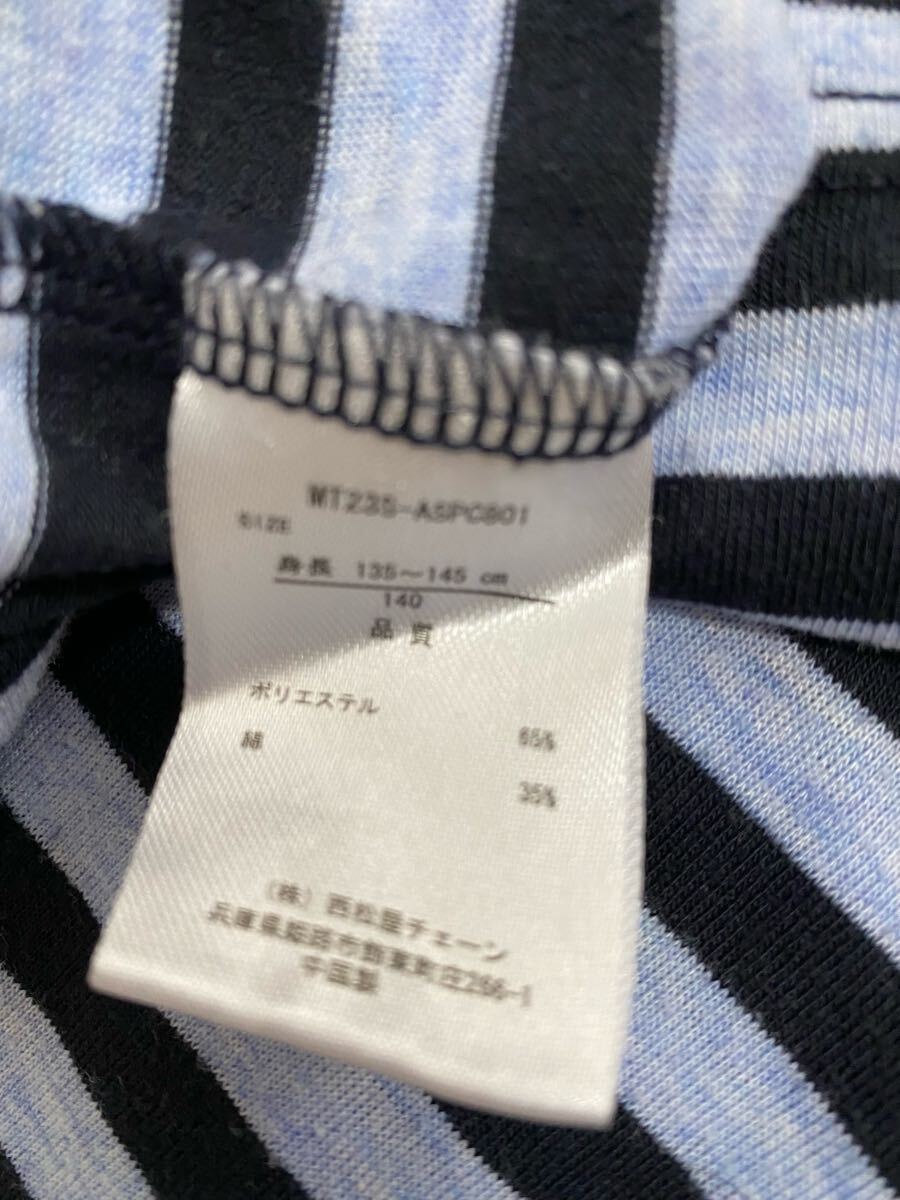 WT23S-ASPC801
SIZE
身長 135～145 cm
140
品質
ポリエステル 65%
綿 35%
(株) 西松屋チェーン
兵庫県姫路市飾東町庄266-1
中国製